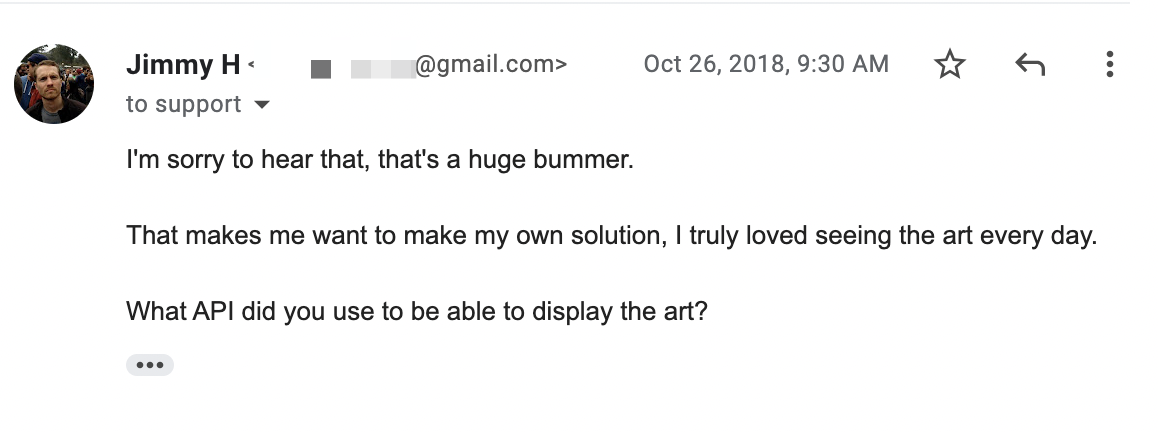 Jimmy H < @gmail.com> Oct 26, 2018, 9:30 AM
to support
I'm sorry to hear that, that's a huge bummer.
That makes me want to make my own solution, I truly loved seeing the art every day.
What API did you use to be able to display the art?